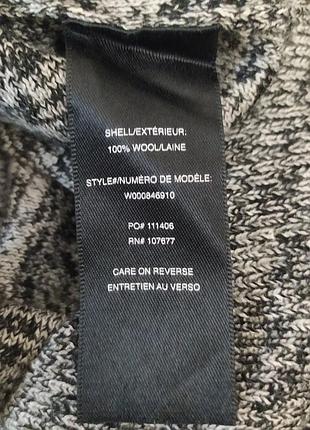 SHELL/EXTÉRIEUR:
100% WOOL/LAINE
STYLE#/NUMÉRO DE MODÈLE:
W000846910
PO# 111406
RN# 107677
CARE ON REVERSE
ENTRETIEN AU VERSO